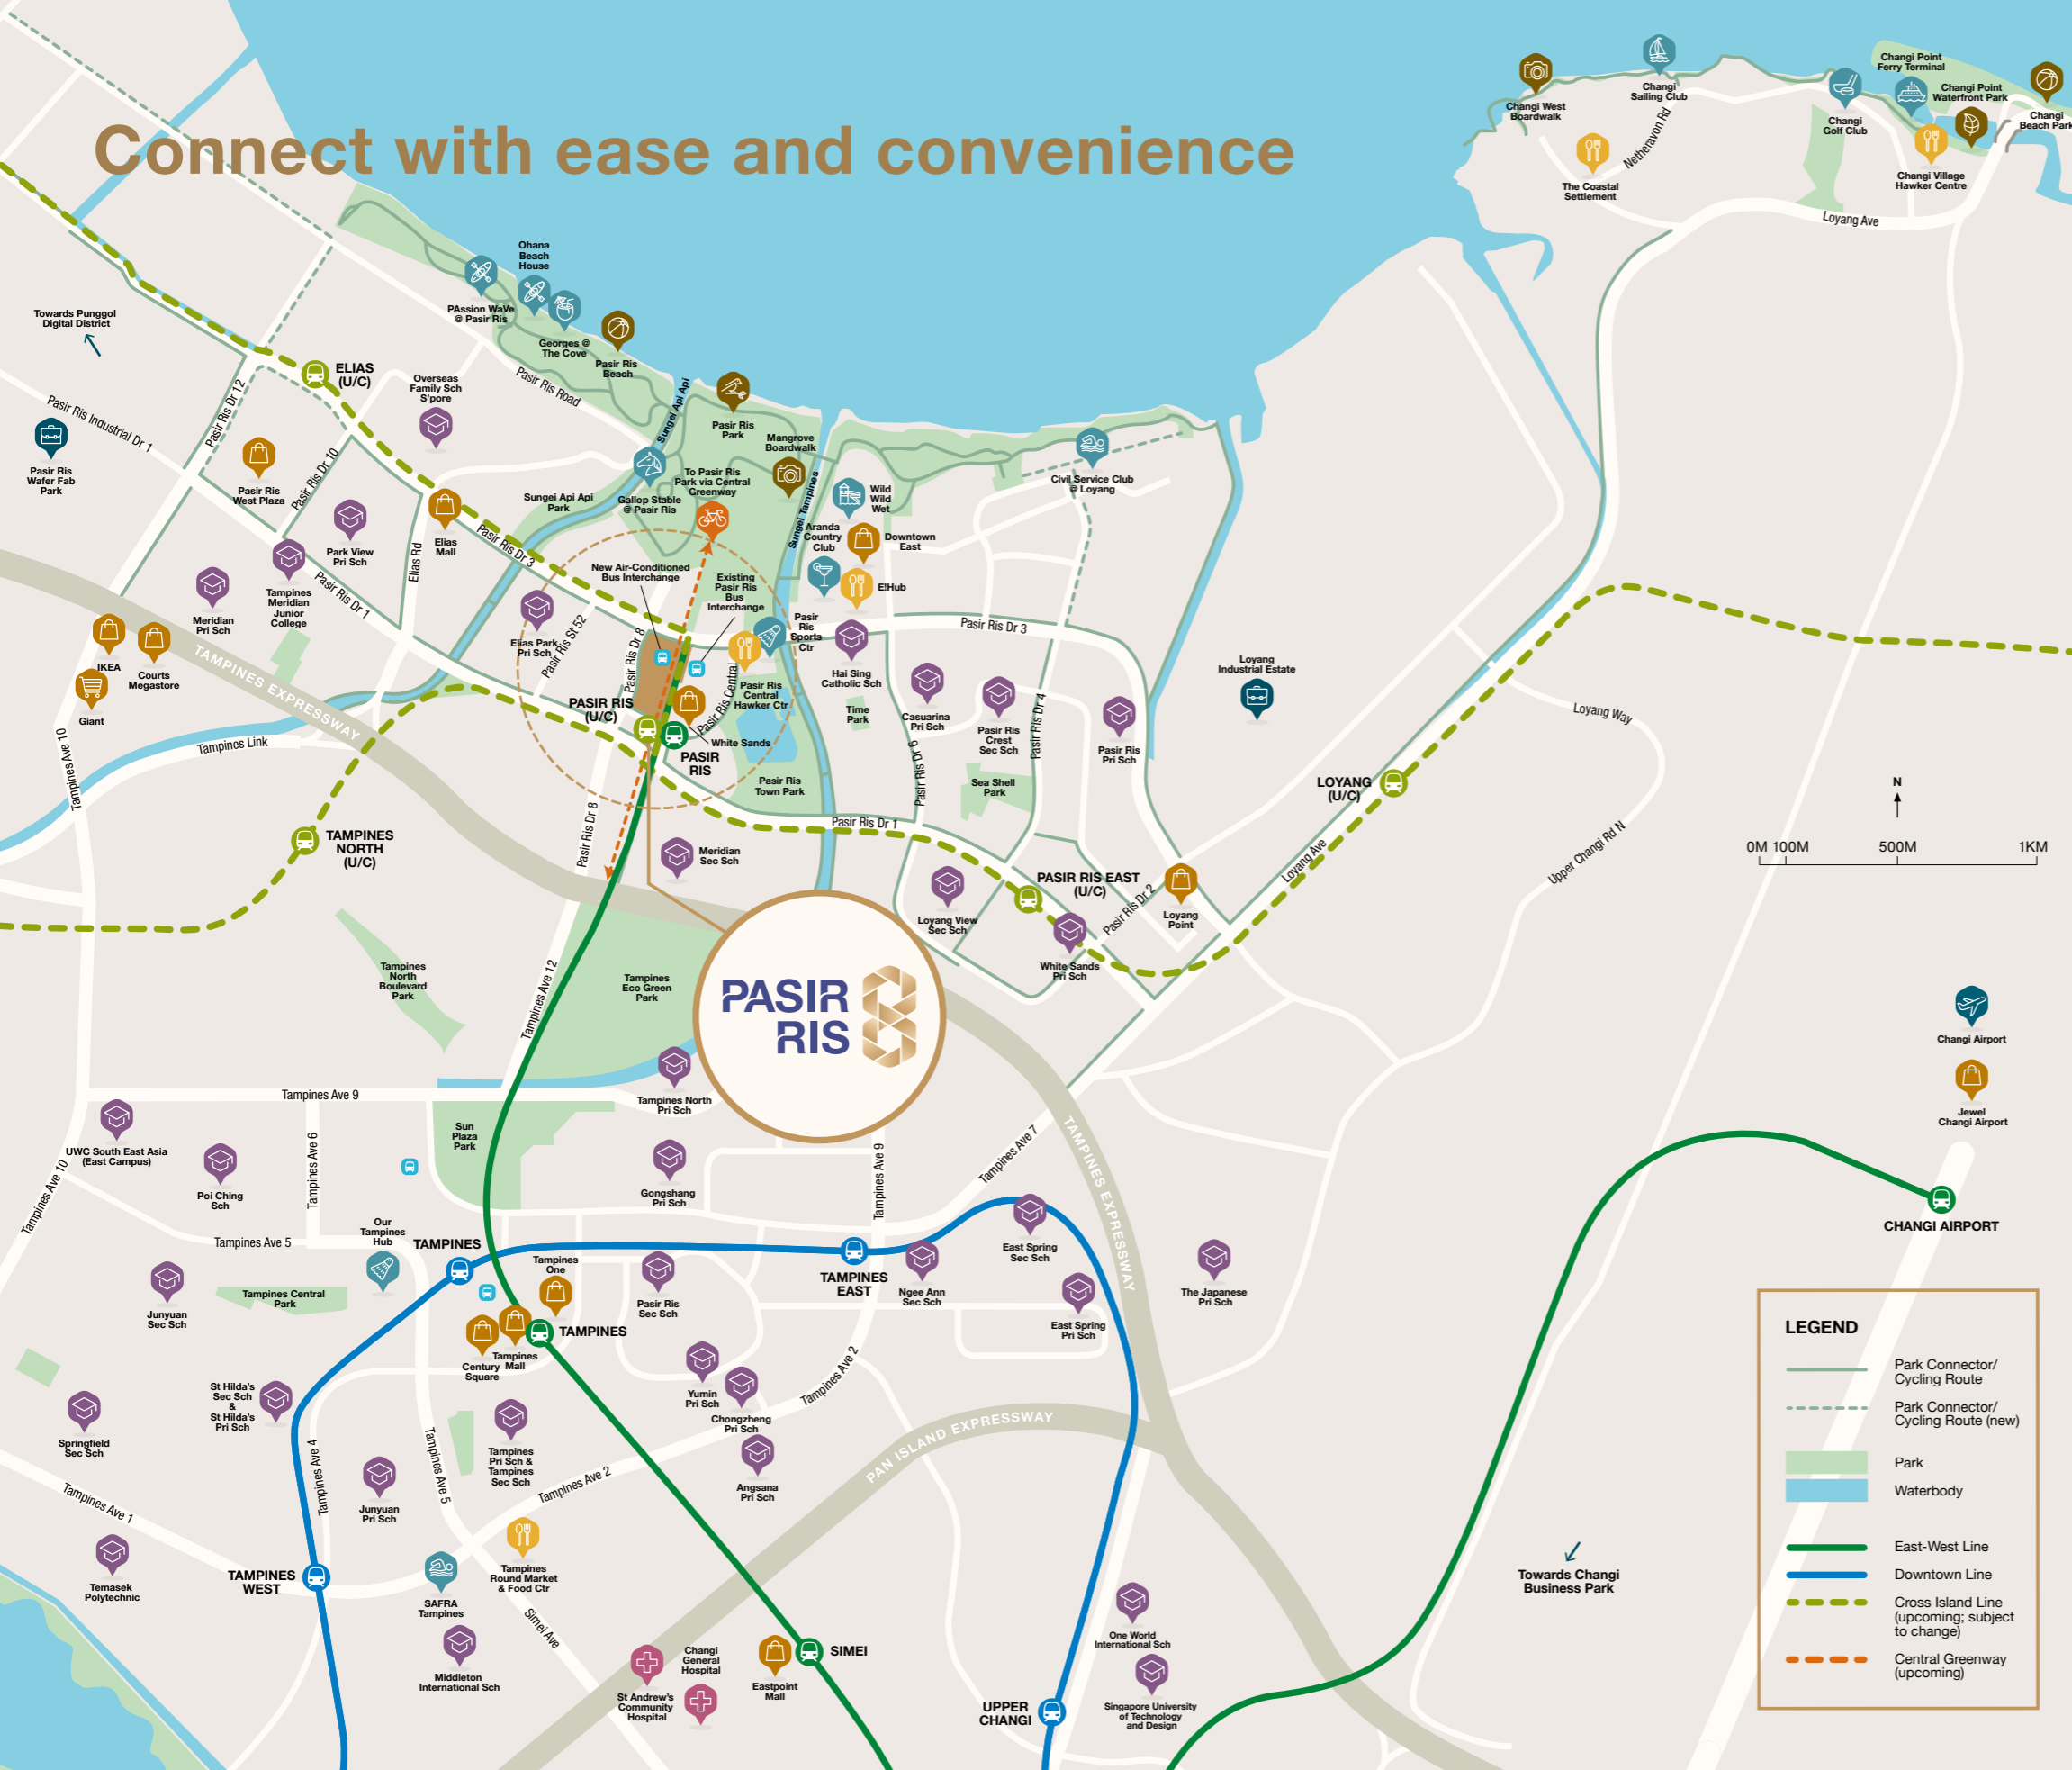 Connect with ease and convenience
Changi West
Boardwalk
Changi
Sailing Club
Changi Point
Ferry Terminal
Changi Point
Waterfront Park
Changi
Beach Park
Changi
Golf Club
Changi Village
Hawker Centre
The Coastal
Settlement
Netheravon Rd
Loyang Ave
Towards Punggol
Digital District
Ohana
Beach
House
PAssion WaVe
@ Pasir Ris
Georges @
The Cove
Pasir Ris
Beach
ELIAS
(U/C)
Overseas
Family Sch
S'pore
Pasir Ris Road
Sungei Api Api
Pasir Ris
Park
Mangrove
Boardwalk
Pasir Ris Industrial Dr 1
Pasir Ris Dr 12
Pasir Ris
Wafer Fab
Park
Pasir Ris
West Plaza
Pasir Ris Dr 10
Park View
Pri Sch
Elias
Mall
Elias Rd
Sungei Api Api
Park
Gallop Stable
@ Pasir Ris
To Pasir Ris
Park via Central
Greenway
Sungei Tampines
Wild
Wild
Wet
Civil Service Club
@ Loyang
Aranda
Country
Club
Downtown
East
E!Hub
Pasir Ris Dr 3
New Air-Conditioned
Bus Interchange
Existing
Pasir Ris
Bus
Interchange
Meridian
Pri Sch
Tampines
Meridian
Junior
College
Pasir Ris Dr 1
Elias Park
Pri Sch
Pasir Ris St 52
Pasir Ris Dr 8
Pasir
Ris
Sports
Ctr
Hai Sing
Catholic Sch
Pasir Ris Dr 3
IKEA
Courts
Megastore
Giant
TAMPINES EXPRESSWAY
PASIR RIS
(U/C)
Pasir Ris Central
Pasir Ris
Central
Hawker Ctr
White Sands
PASIR
RIS
Time
Park
Casuarina
Pri Sch
Pasir Ris
Crest
Sec Sch
Pasir Ris Dr 4
Pasir Ris
Pri Sch
Loyang
Industrial Estate
Loyang Way
Tampines Ave 10
Tampines Link
Pasir Ris
Town Park
Pasir Ris Dr 6
Sea Shell
Park
LOYANG
(U/C)
TAMPINES
NORTH
(U/C)
Pasir Ris Dr 8
Pasir Ris Dr 1
Meridian
Sec Sch
Loyang View
Sec Sch
PASIR RIS EAST
(U/C)
White Sands
Pri Sch
Pasir Ris Dr 2
Loyang
Point
Loyang Ave
Upper Changi Rd N
N
0M 100M 500M 1KM
Tampines
North
Boulevard
Park
Tampines Ave 12
Tampines
Eco Green
Park
PASIR
RIS 8
Changi Airport
Jewel
Changi Airport
Tampines Ave 9
Tampines North
Pri Sch
UWC South East Asia
(East Campus)
Poi Ching
Sch
Tampines Ave 6
Sun
Plaza
Park
Gongshang
Pri Sch
Tampines Ave 9
Tampines Ave 7
TAMPINES EXPRESSWAY
Tampines Ave 10
Tampines Ave 5
Our
Tampines
Hub
TAMPINES
Tampines
One
TAMPINES
EAST
Ngee Ann
Sec Sch
East Spring
Sec Sch
East Spring
Pri Sch
The Japanese
Pri Sch
CHANGI AIRPORT
Junyuan
Sec Sch
Tampines Central
Park
Pasir Ris
Sec Sch
TAMPINES
Century
Square
Tampines
Mall
Yumin
Pri Sch
Chongzheng
Pri Sch
Tampines Ave 2
St Hilda's
Sec Sch
&
St Hilda's
Pri Sch
Springfield
Sec Sch
Tampines Ave 4
Tampines Ave 5
Tampines
Pri Sch &
Tampines
Sec Sch
Angsana
Pri Sch
PAN ISLAND EXPRESSWAY
Tampines Ave 1
Junyuan
Pri Sch
Tampines Ave 2
Temasek
Polytechnic
TAMPINES
WEST
SAFRA
Tampines
Tampines
Round Market
& Food Ctr
Middleton
International Sch
Simei Ave
Changi
General
Hospital
St Andrew's
Community
Hospital
Eastpoint
Mall
SIMEI
UPPER
CHANGI
One World
International Sch
Singapore University
of Technology
and Design
Towards Changi
Business Park
LEGEND
Park Connector/
Cycling Route
Park Connector/
Cycling Route (new)
Park
Waterbody
East-West Line
Downtown Line
Cross Island Line
(upcoming; subject
to change)
Central Greenway
(upcoming)